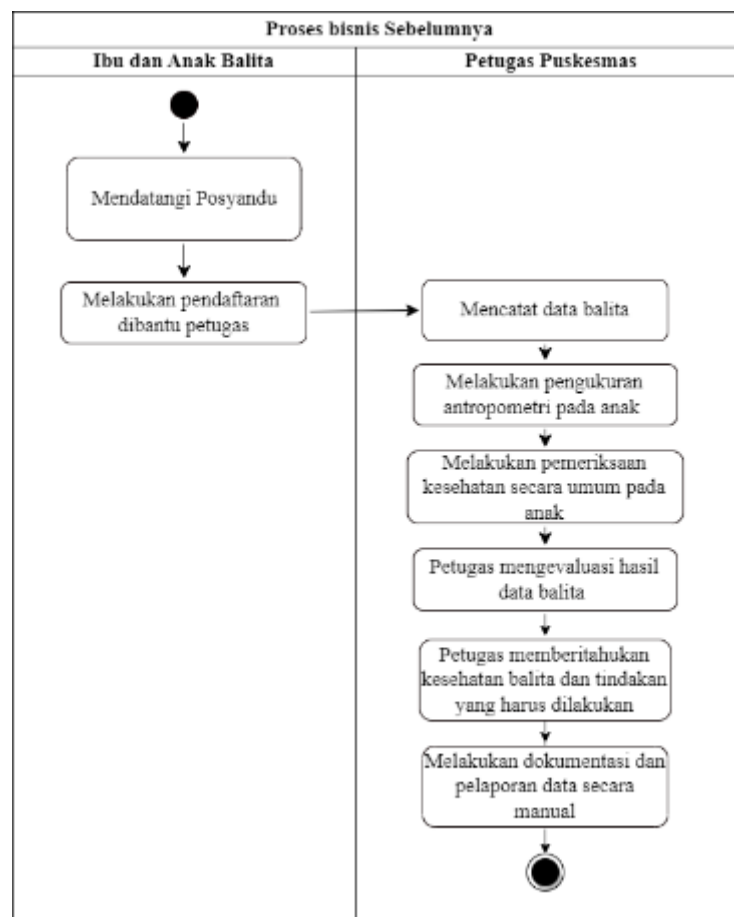 Proses bisnis Sebelumnya
Ibu dan Anak Balita
Petugas Puskesmas
Mendatangi Posyandu
Melakukan pendaftaran
dibantu petugas
Mencatat data balita
Melakukan pengukuran
antropometri pada anak
Melakukan pemeriksaan
kesehatan secara umum pada
anak
Petugas mengevaluasi hasil
data balita
Petugas memberitahukan
kesehatan balita dan tindakan
yang harus dilakukan
Melakukan dokumentasi dan
pelaporan data secara
manual